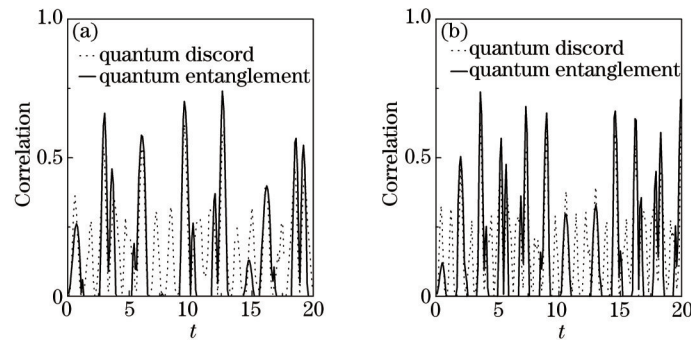 (a)
quantum discord
quantum entanglement
Correlation
1.0
0.5
0
0 5 10 15 20
t
(b)
quantum discord
quantum entanglement
Correlation
1.0
0.5
0
0 5 10 15 20
t